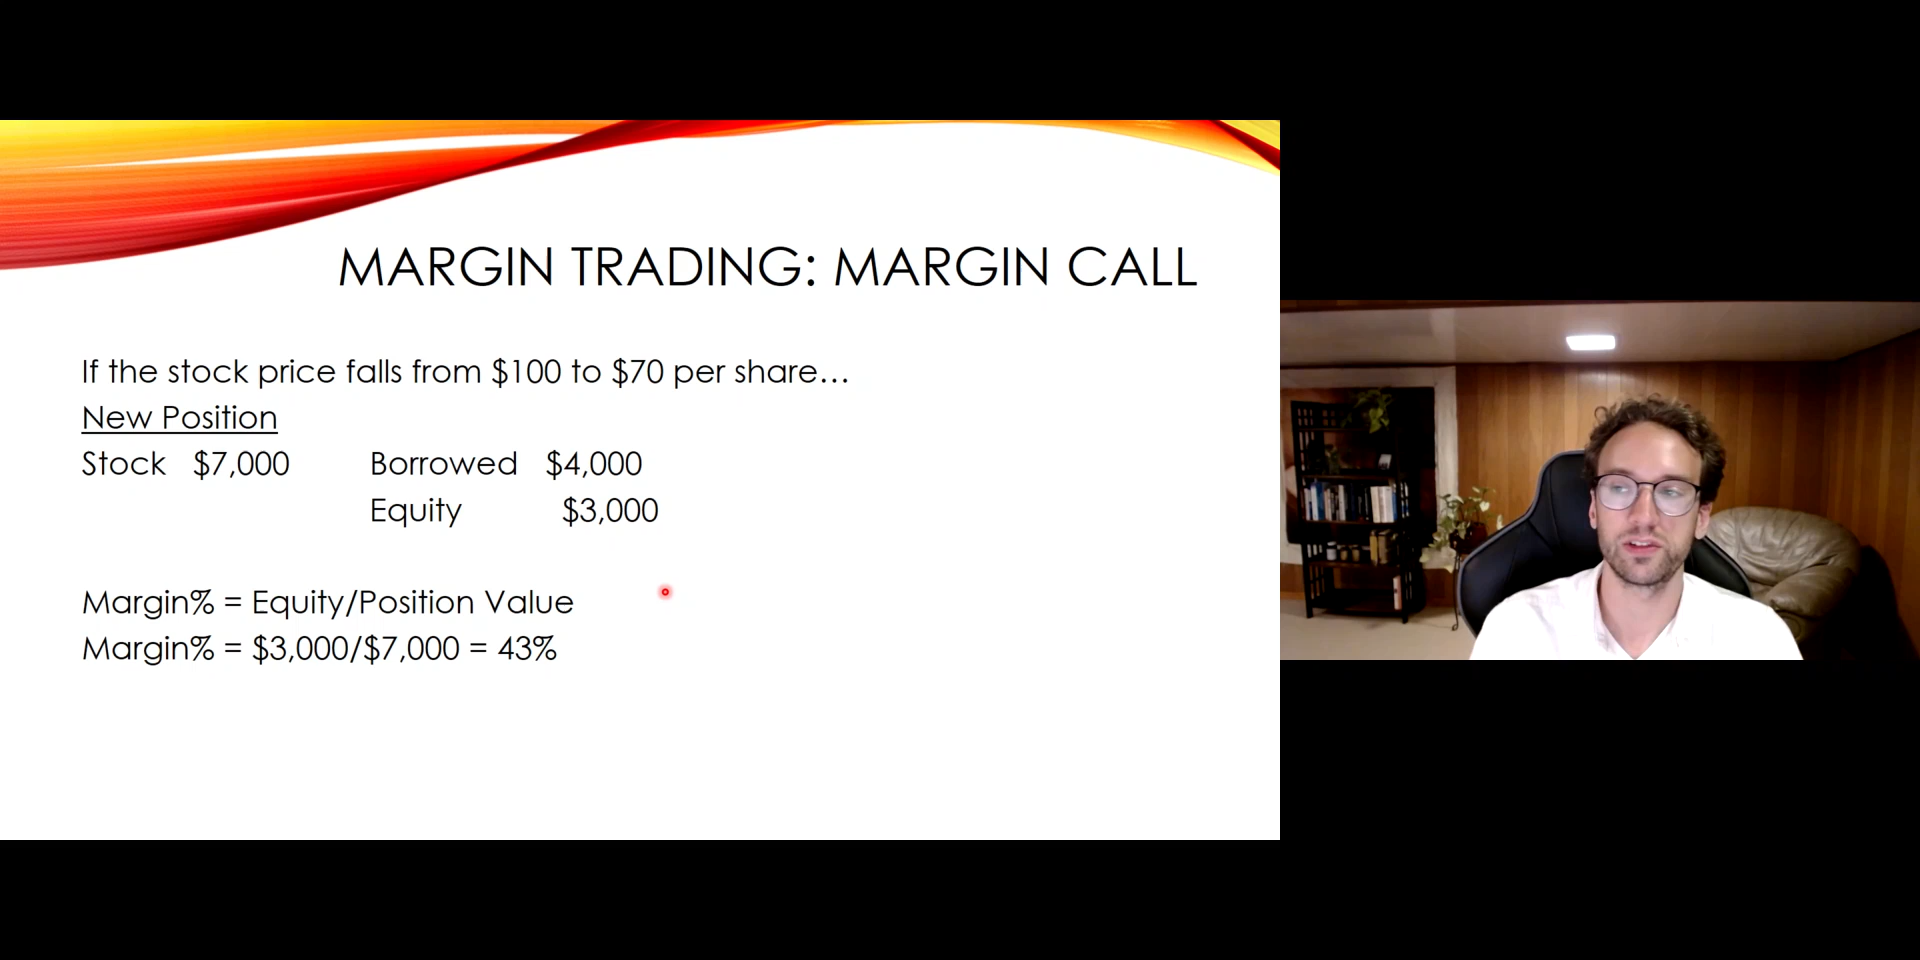 MARGIN TRADING: MARGIN CALL
If the stock price falls from $100 to $70 per share...
New Position
Stock $7,000 Borrowed $4,000
Equity $3,000
Margin% = Equity/Position Value
Margin% = $3,000/$7,000 = 43%